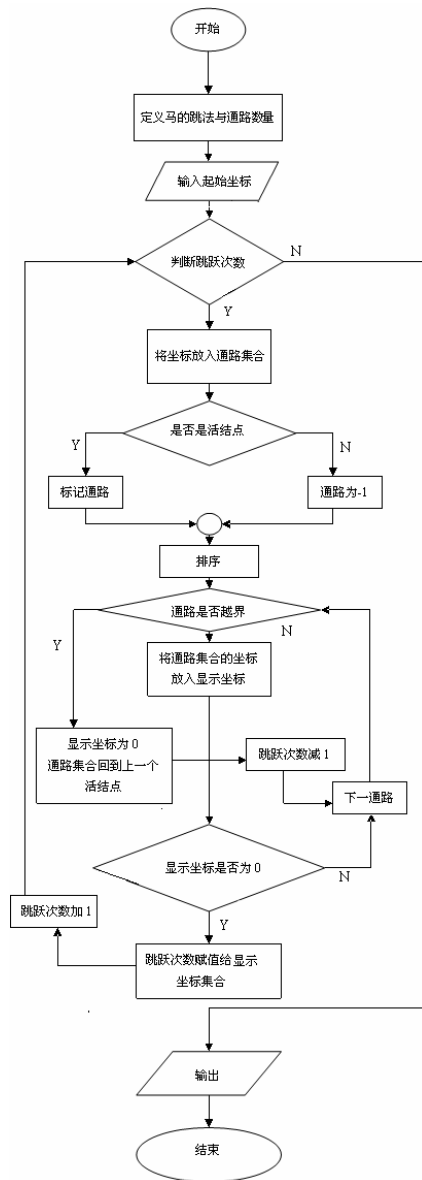 开始
定义马的跳法与通路数量
输入起始坐标
判断跳跃次数
N
Y
将坐标放入通路集合
是否是活结点
Y
N
标记通路
通路为-1
排序
通路是否越界
Y
N
将通路集合的坐标
放入显示坐标
显示坐标为0
通路集合回到上一个
活结点
跳跃次数减1
下一通路
显示坐标是否为0
N
Y
跳跃次数加1
跳跃次数赋值给显示
坐标集合
输出
结束